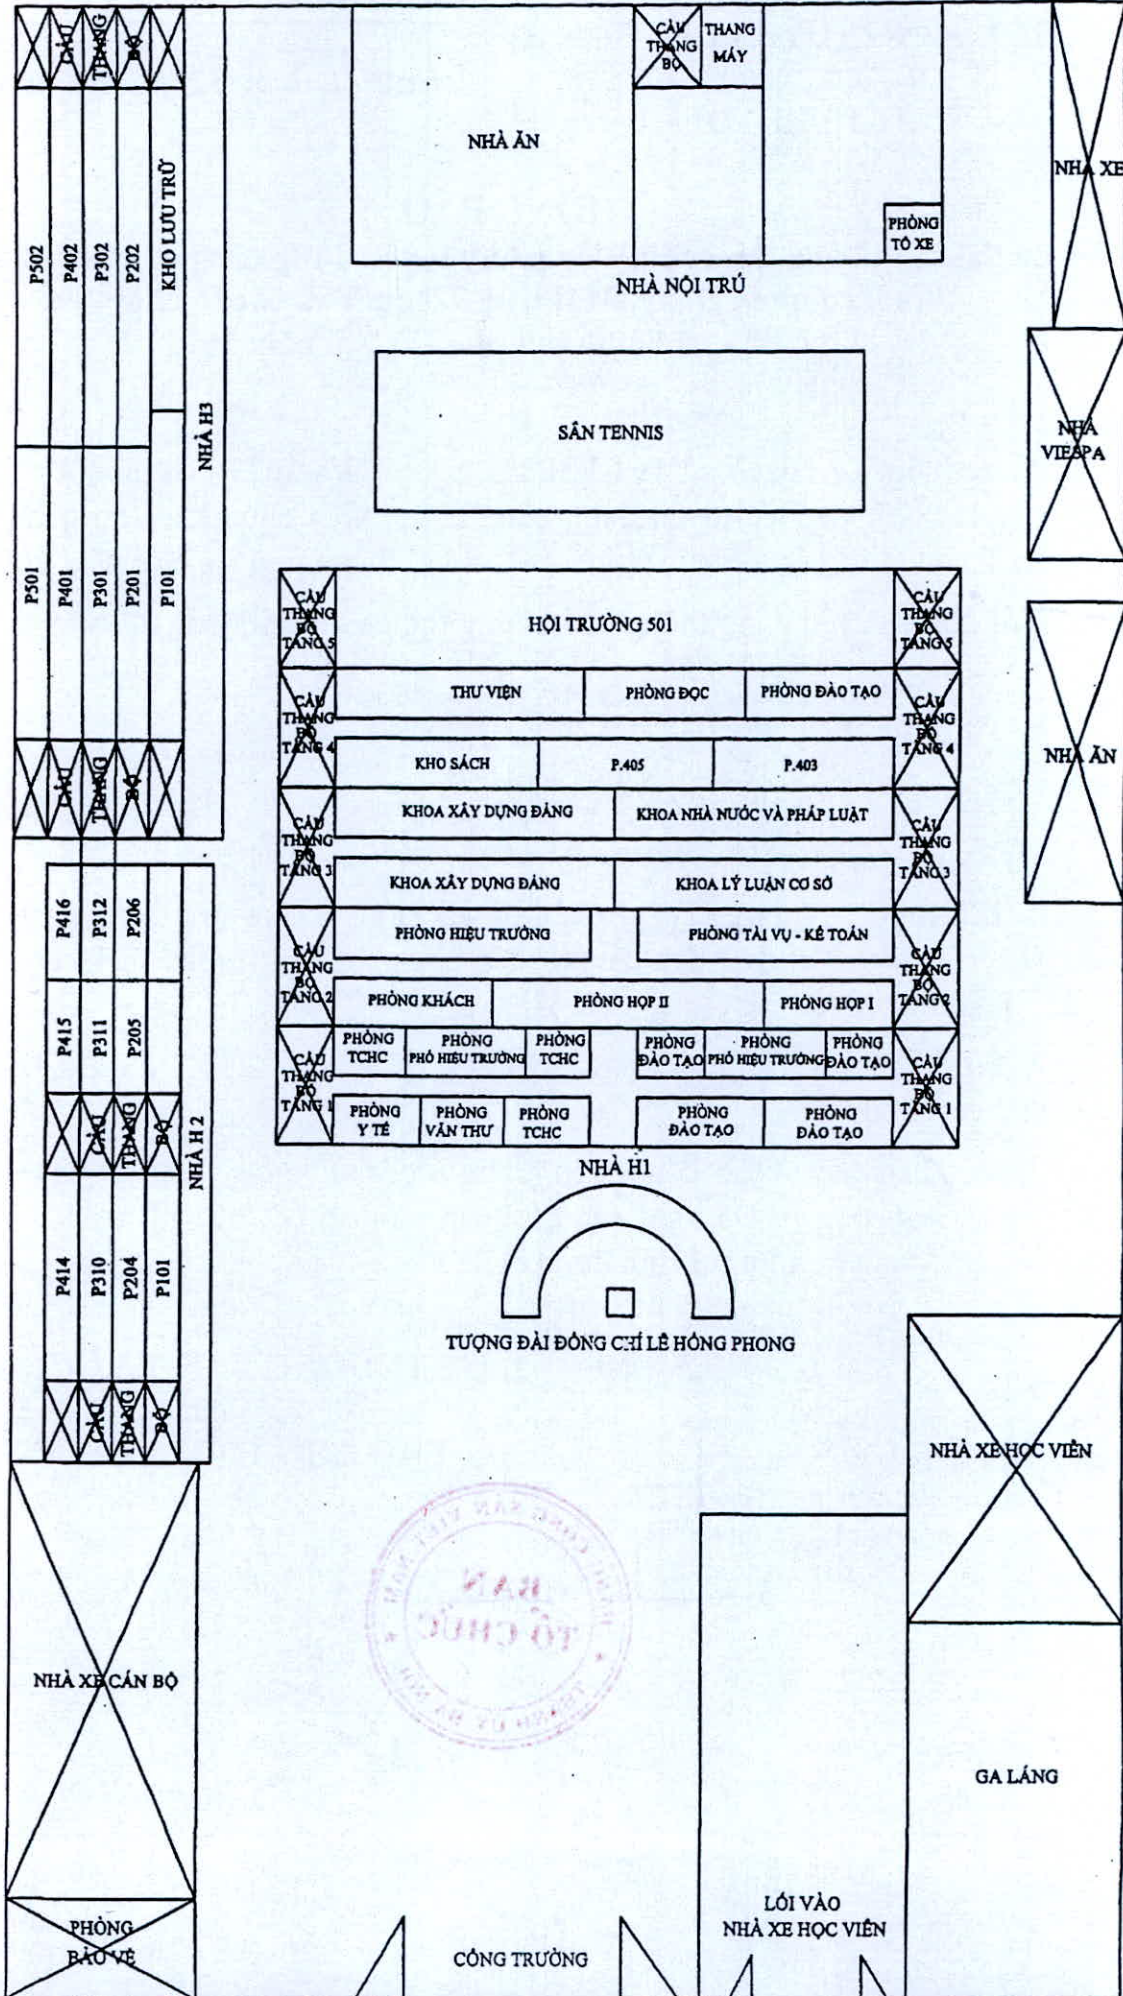 CẦU
THANG
BỘ
P502
P402
P302
P202
KHO LƯU TRỮ
P501
P401
P301
P201
P101
CẦU
THANG
BỘ
NHÀ H3
CẦU
THANG
BỘ
THANG
MÁY
NHÀ ĂN
PHÒNG
TỔ XE
NHÀ NỘI TRÚ
NHÀ XE
SÂN TENNIS
NHÀ
VIESPA
NHÀ ĂN
CẦU
THANG
BỘ
TẦNG 5
HỘI TRƯỜNG 501
CẦU
THANG
BỘ
TẦNG 5
CẦU
THANG
BỘ
TẦNG 4
THƯ VIỆN
PHÒNG ĐỌC
PHÒNG ĐÀO TẠO
CẦU
THANG
BỘ
TẦNG 4
KHO SÁCH
P.405
P.403
CẦU
THANG
BỘ
TẦNG 3
KHOA XÂY DỰNG ĐẢNG
KHOA NHÀ NƯỚC VÀ PHÁP LUẬT
CẦU
THANG
BỘ
TẦNG 3
KHOA XÂY DỰNG ĐẢNG
KHOA LÝ LUẬN CƠ SỞ
CẦU
THANG
BỘ
TẦNG 2
PHÒNG HIỆU TRƯỞNG
PHÒNG TÀI VỤ - KẾ TOÁN
CẦU
THANG
BỘ
TẦNG 2
PHÒNG KHÁCH
PHÒNG HỌP II
PHÒNG HỌP I
CẦU
THANG
BỘ
TẦNG 1
PHÒNG
TCHC
PHÒNG
PHÓ HIỆU TRƯỞNG
PHÒNG
TCHC
PHÒNG
ĐÀO TẠO
PHÒNG
PHÓ HIỆU TRƯỞNG
PHÒNG
ĐÀO TẠO
CẦU
THANG
BỘ
TẦNG 1
PHÒNG
Y TẾ
PHÒNG
VĂN THƯ
PHÒNG
TCHC
PHÒNG
ĐÀO TẠO
PHÒNG
ĐÀO TẠO
NHÀ H1
TƯỢNG ĐÀI ĐỒNG CHÍ LÊ HỒNG PHONG
P416
P312
P206
P415
P311
P205
CẦU
THANG
BỘ
P414
P310
P204
P101
CẦU
THANG
BỘ
NHÀ H 2
NHÀ XE HỌC VIÊN
BAN
TỔ CHỨC
NHÀ XE CÁN BỘ
GA LÁNG
PHÒNG
BẢO VỆ
CỔNG TRƯỜNG
LỐI VÀO
NHÀ XE HỌC VIÊN